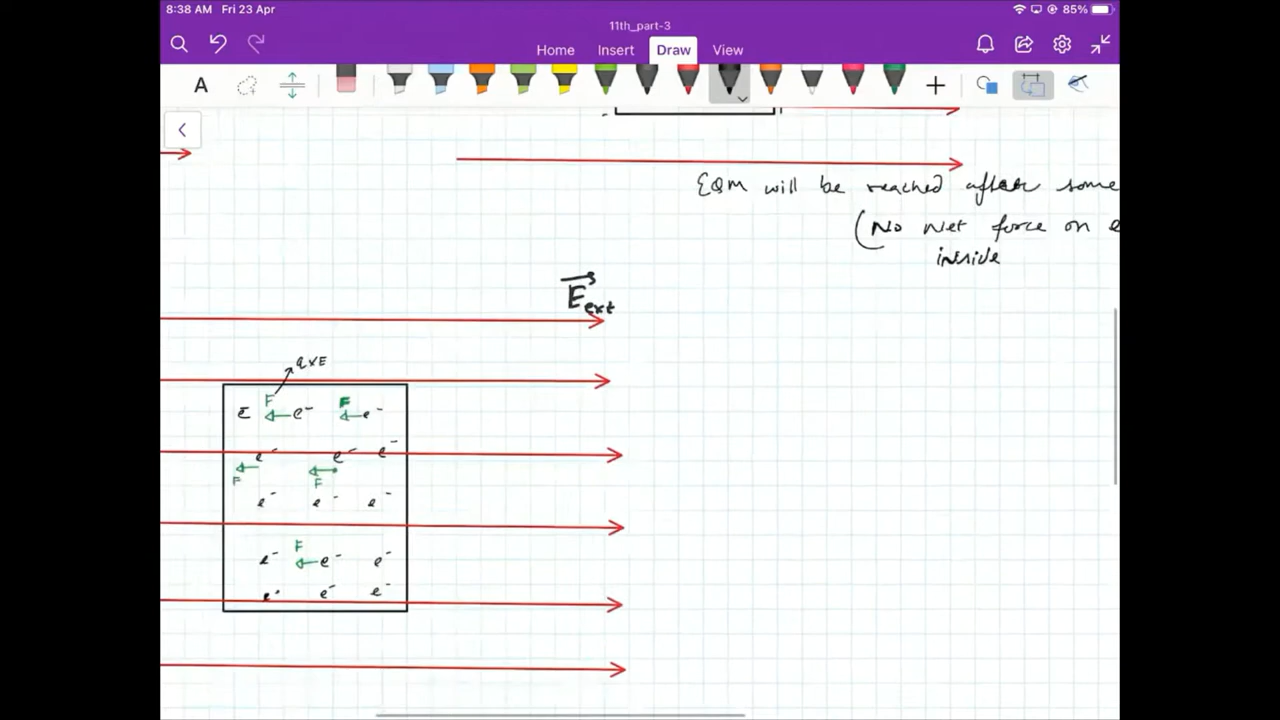 8:38 AM Fri 23 Apr
85%
11th_part-3
Home Insert Draw View
A
EQM will be reached after some
(No Net force on e
inside
E ext
q x E
F F
e⁻ e⁻ e⁻
e⁻ e⁻ e⁻
F F
e⁻ e⁻ e⁻
F
e⁻ e⁻ e⁻
e⁻ e⁻ e⁻